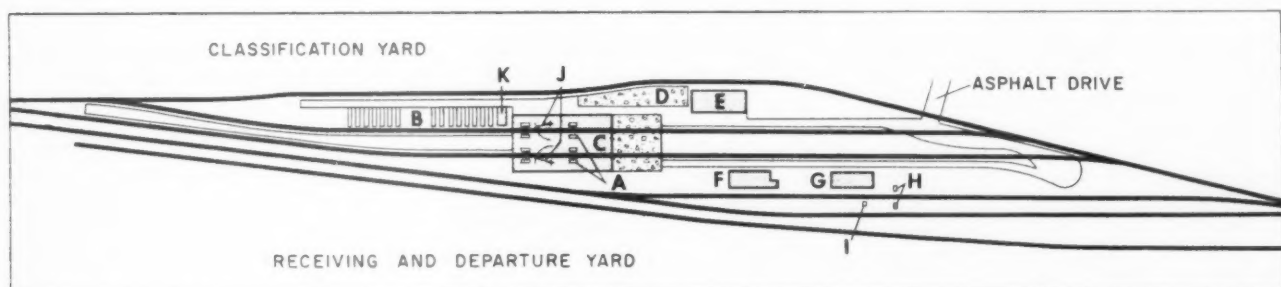 CLASSIFICATION YARD
K J
ASPHALT DRIVE
D E
B
C
A
F G H
I
RECEIVING AND DEPARTURE YARD